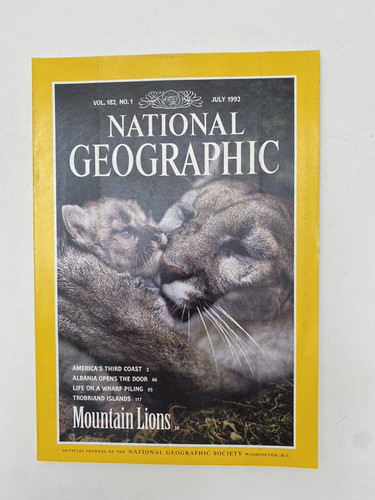 VOL. 182, NO. 1 JULY 1992
NATIONAL
GEOGRAPHIC
AMERICA'S THIRD COAST 2
ALBANIA OPENS THE DOOR 66
LIFE ON A WHARF PILING 95
TROBRIAND ISLANDS 117
Mountain Lions 38
OFFICIAL JOURNAL OF THE NATIONAL GEOGRAPHIC SOCIETY WASHINGTON, D.C.